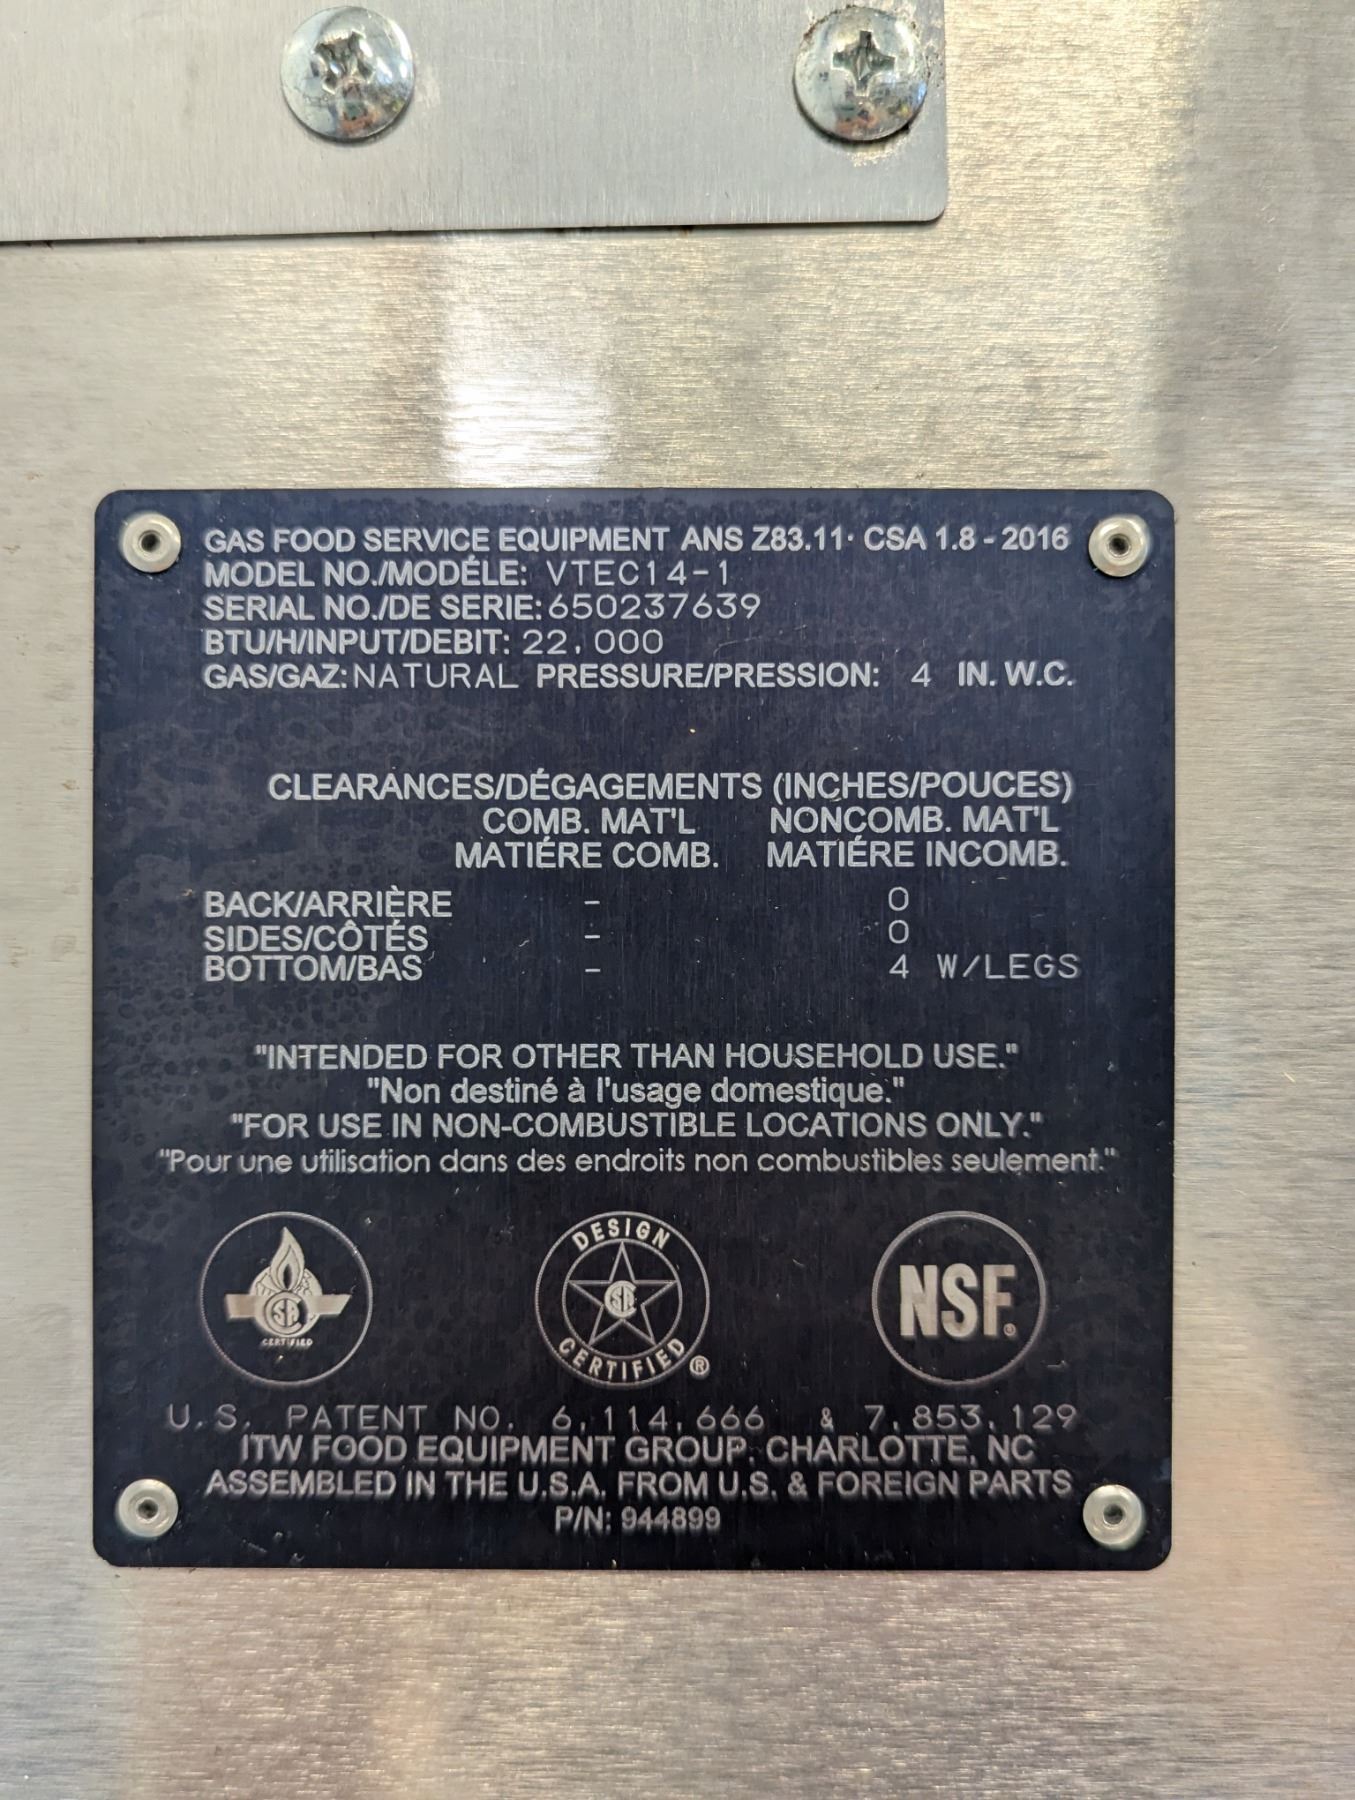 GAS FOOD SERVICE EQUIPMENT ANS Z83.11· CSA 1.8 - 2016
MODEL NO./MODÉLE: VTEC14-1
SERIAL NO./DE SERIE: 650237639
BTU/H/INPUT/DEBIT: 22,000
GAS/GAZ: NATURAL PRESSURE/PRESSION: 4 IN. W.C.
CLEARANCES/DÉGAGEMENTS (INCHES/POUCES)
COMB. MAT'L NONCOMB. MAT'L
MATIÉRE COMB. MATIÉRE INCOMB.
BACK/ARRIÈRE - 0
SIDES/CÔTÉS - 0
BOTTOM/BAS - 4 W/LEGS
"INTENDED FOR OTHER THAN HOUSEHOLD USE."
"Non destiné à l'usage domestique."
"FOR USE IN NON-COMBUSTIBLE LOCATIONS ONLY."
"Pour une utilisation dans des endroits non combustibles seulement."
CSA CERTIFIED
DESIGN CSA CERTIFIED ®
NSF®
U.S. PATENT NO. 6,114,666 & 7,853,129
ITW FOOD EQUIPMENT GROUP. CHARLOTTE, NC
ASSEMBLED IN THE U.S.A. FROM U.S. & FOREIGN PARTS
P/N: 944899